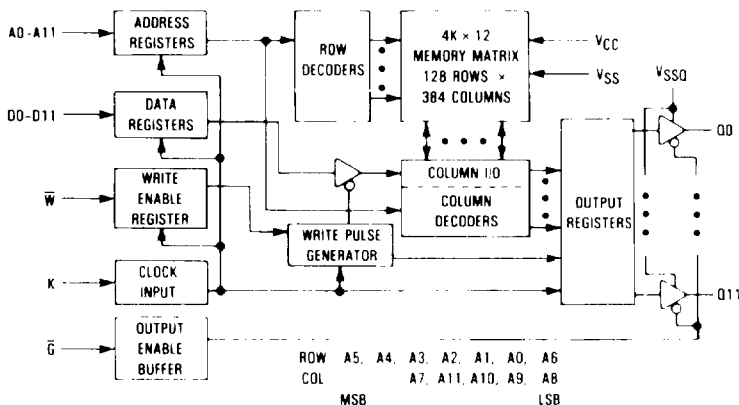 A0-A11
ADDRESS
REGISTERS
ROW
DECODERS
4K × 12
MEMORY MATRIX
128 ROWS ×
384 COLUMNS
VCC
VSS
VSSQ
D0-D11
DATA
REGISTERS
Q0
COLUMN I/O
COLUMN
DECODERS
OUTPUT
REGISTERS
W̅
WRITE
ENABLE
REGISTER
WRITE PULSE
GENERATOR
K
CLOCK
INPUT
Q11
G̅
OUTPUT
ENABLE
BUFFER
ROW A5, A4, A3, A2, A1, A0, A6
COL A7, A11, A10, A9, A8
MSB LSB